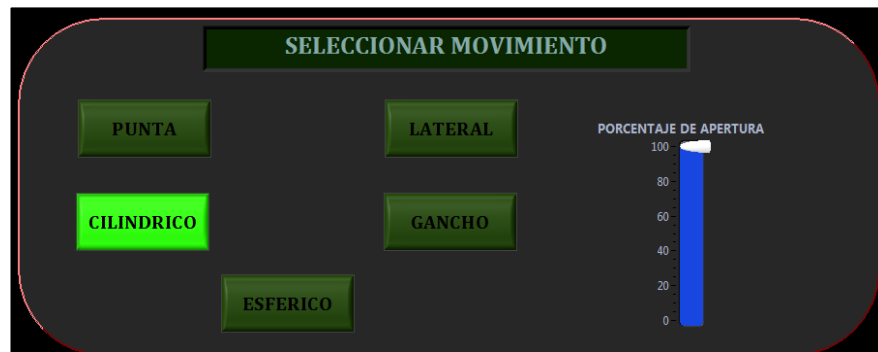 SELECCIONAR MOVIMIENTO
PUNTA
LATERAL
CILINDRICO
GANCHO
ESFERICO
PORCENTAJE DE APERTURA
100
80
60
40
20
0